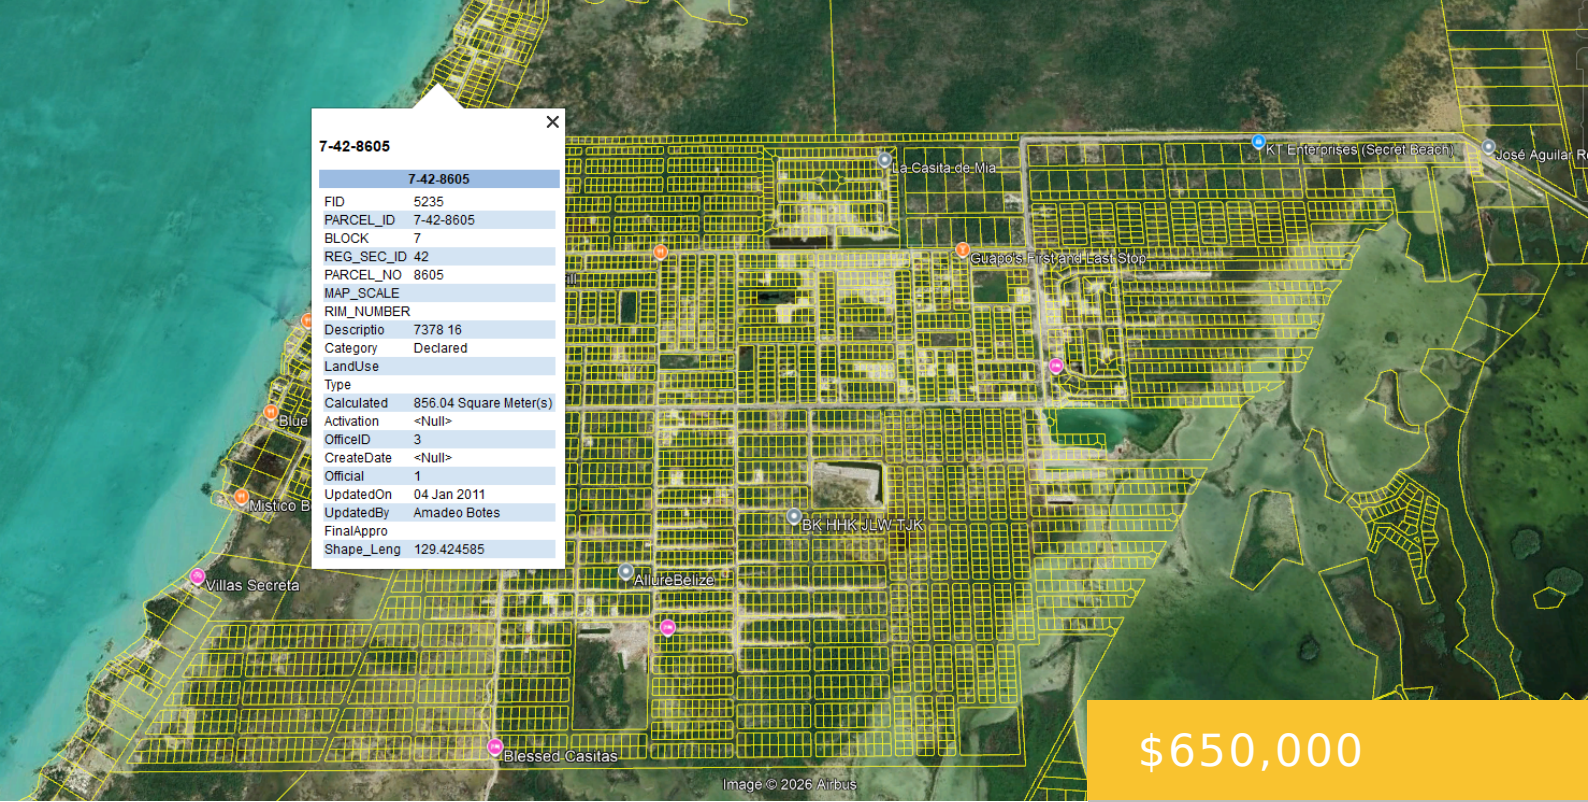 7-42-8605
7-42-8605
FID 5235
PARCEL_ID 7-42-8605
BLOCK 7
REG_SEC_ID 42
PARCEL_NO 8605
MAP_SCALE
RIM_NUMBER
Descriptio 7378 16
Category Declared
LandUse
Type
Calculated 856.04 Square Meter(s)
Activation <Null>
OfficeID 3
CreateDate <Null>
Official 1
UpdatedOn 04 Jan 2011
UpdatedBy Amadeo Botes
FinalAppro
Shape_Leng 129.424585
KT Enterprises (Secret Beach)
José Aguilar R
La Casita de Mia
Guapo's First and Last Stop
Blue
Mistico B
BK HHK JLW TJK
AllureBelize
Villas Secreta
Blessed Casitas
Image © 2026 Airbus
$650,000